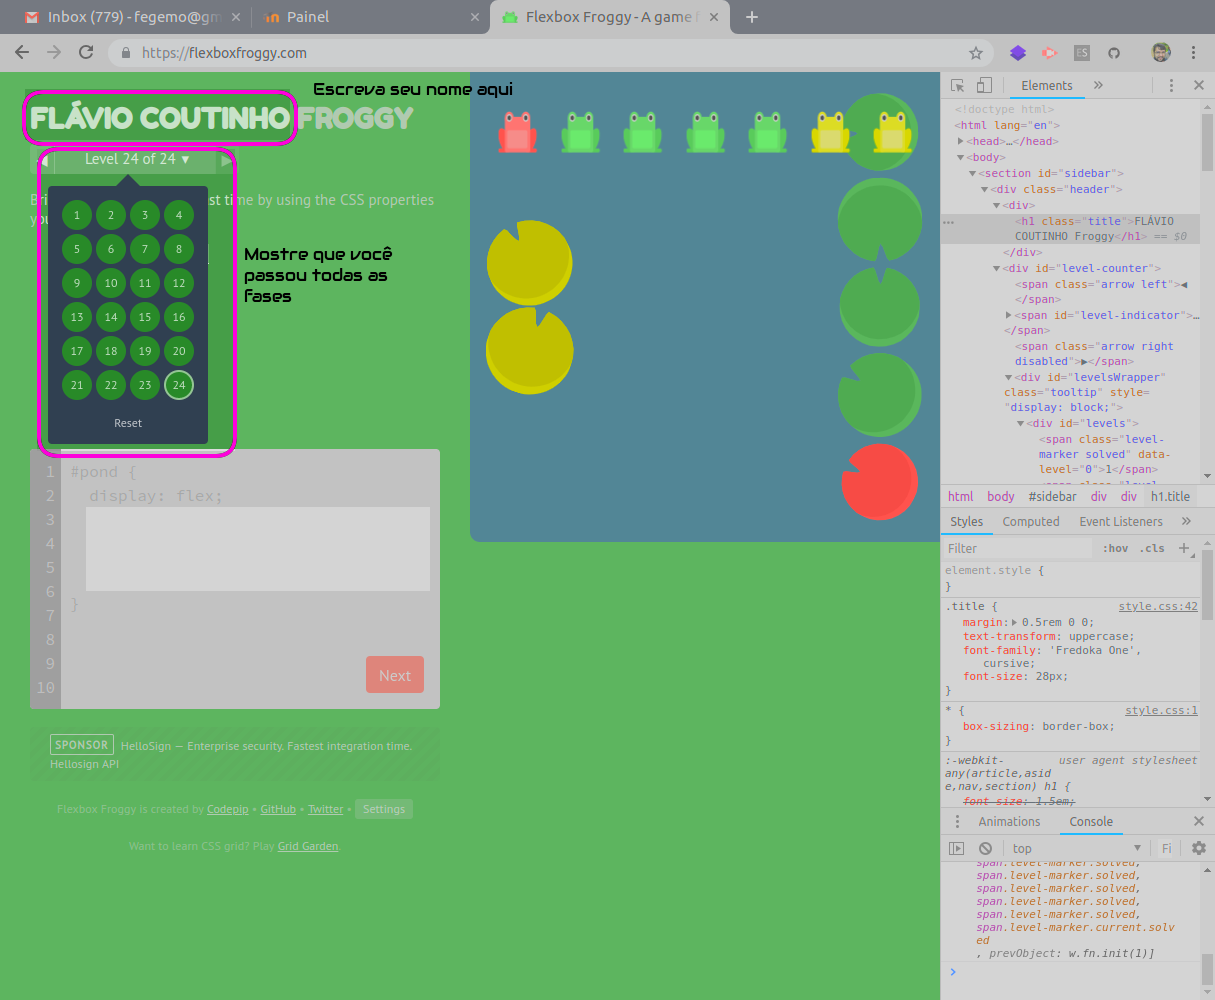 Inbox (779) - fegemo@gm
Painel
Flexbox Froggy - A game f
https://flexboxfroggy.com
Escreva seu nome aqui
FLÁVIO COUTINHO FROGGY
◀ Level 24 of 24 ▼ ▶
st time by using the CSS properties
1 2 3 4
5 6 7 8
9 10 11 12
13 14 15 16
17 18 19 20
21 22 23 24
Reset
Mostre que você
passou todas as
fases
1 #pond {
2 display: flex;
3
4
5
6
} 
7
8
9
10
Next
SPONSOR HelloSign — Enterprise security. Fastest integration time.
Hellosign API
Flexbox Froggy is created by Codepip • GitHub • Twitter • Settings
Want to learn CSS grid? Play Grid Garden.
Elements »
<!doctype html>
<html lang="en">
▶<head>…</head>
▼<body>
▼<section id="sidebar">
▼<div class="header">
▼<div>
<h1 class="title">FLÁVIO
COUTINHO Froggy</h1> == $0
</div>
▼<div id="level-counter">
<span class="arrow left">◀
</span>
▶<span id="level-indicator">…
</span>
<span class="arrow right
disabled">▶</span>
▼<div id="levelsWrapper"
class="tooltip" style=
"display: block;">
▼<div id="levels">
<span class="level-
marker solved" data-
level="0">1</span>
html body #sidebar div div h1.title
Styles Computed Event Listeners »
Filter :hov .cls +
element.style {
}
.title { style.css:42
margin:▶ 0.5rem 0 0;
text-transform: uppercase;
font-family: 'Fredoka One',
cursive;
font-size: 28px;
}
* { style.css:1
box-sizing: border-box;
}
:-webkit- user agent stylesheet
any(article,asid
e,nav,section) h1 {
font-size: 1.5em;
Animations Console
top ▼ Fi
span.level-marker.solved,
span.level-marker.solved,
span.level-marker.solved,
span.level-marker.solved,
span.level-marker.solved,
span.level-marker.current.solv
ed
, prevObject: w.fn.init(1)]
>